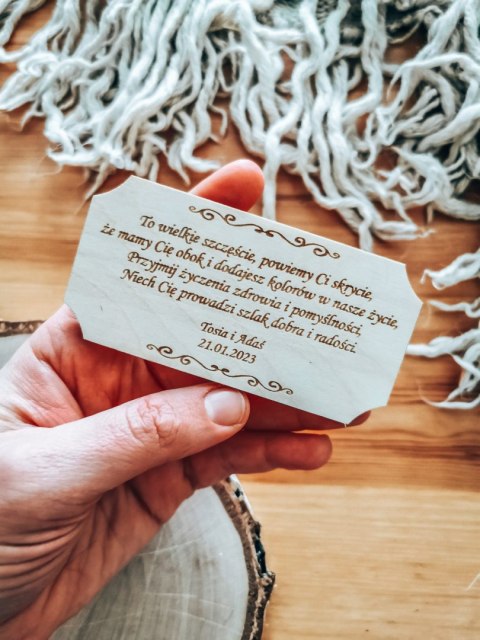 To wielkie szczęście, powiemy Ci skrycie,
że mamy Cię obok i dodajesz kolorów w nasze życie,
Przyjmij życzenia zdrowia i pomyślności,
Niech Cię prowadzi szlak dobra i radości.
Tosia i Adaś
21.01.2023